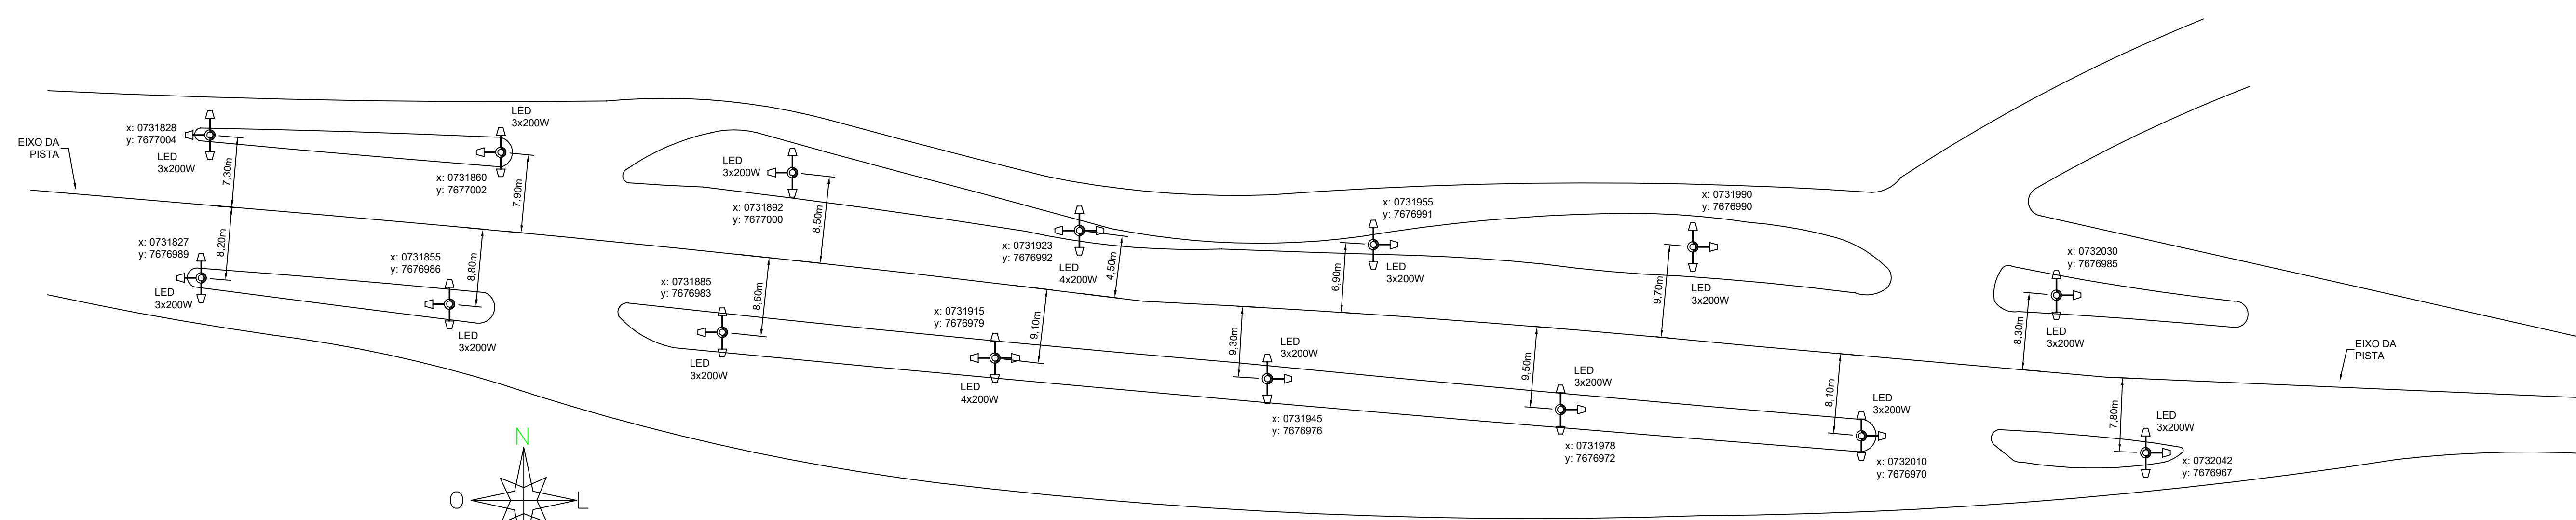 EIXO DA
PISTA
x: 0731828
y: 7677004
LED
3x200W
7,30m
LED
3x200W
x: 0731860
y: 7677002
7,90m
x: 0731827
y: 7676989
LED
3x200W
8,20m
x: 0731855
y: 7676986
LED
3x200W
8,80m
LED
3x200W
x: 0731892
y: 7677000
8,50m
x: 0731885
y: 7676983
LED
3x200W
8,60m
x: 0731923
y: 7676992
LED
4x200W
4,50m
x: 0731915
y: 7676979
LED
4x200W
9,10m
x: 0731955
y: 7676991
LED
3x200W
6,90m
LED
3x200W
x: 0731945
y: 7676976
9,30m
x: 0731990
y: 7676990
LED
3x200W
9,70m
LED
3x200W
x: 0731978
y: 7676972
9,50m
LED
3x200W
x: 0732010
y: 7676970
8,10m
x: 0732030
y: 7676985
LED
3x200W
8,30m
LED
3x200W
x: 0732042
y: 7676967
7,80m
EIXO DA
PISTA
N
O
L